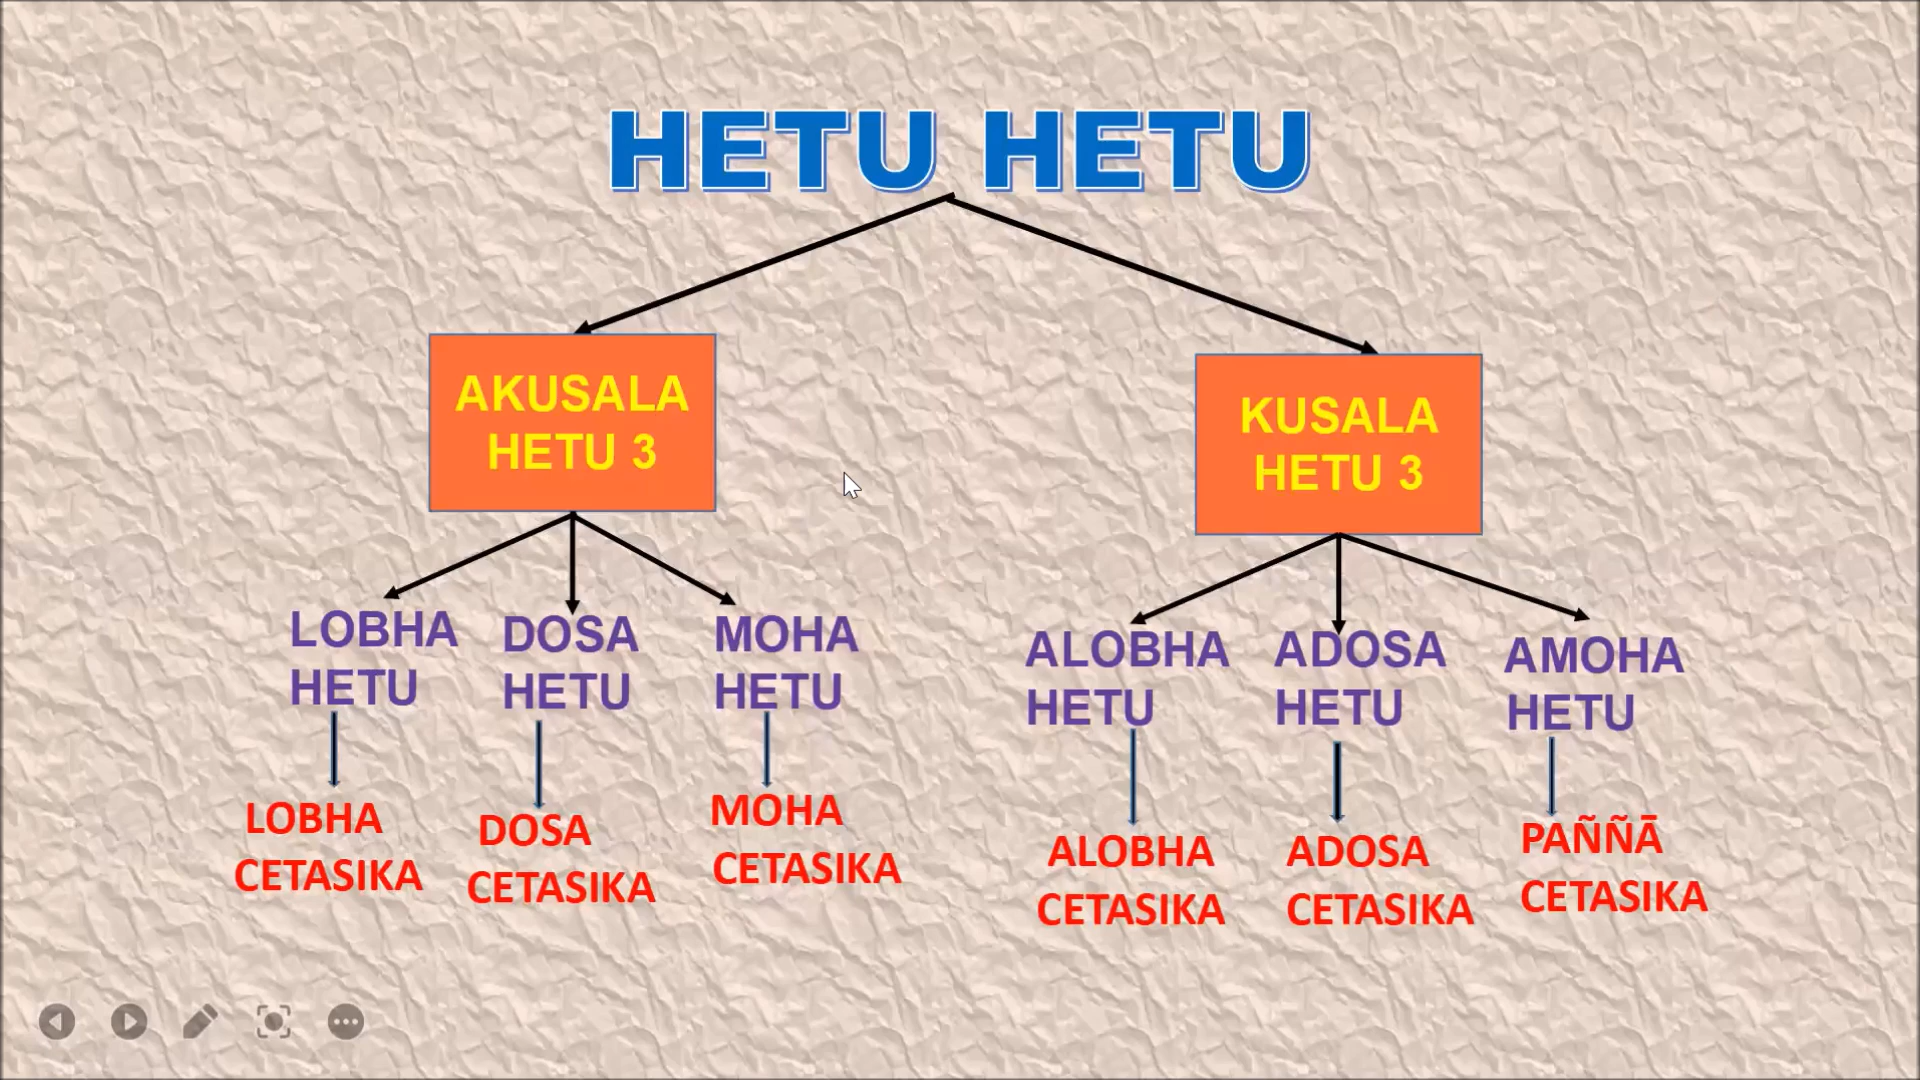 HETU HETU
AKUSALA
HETU 3
KUSALA
HETU 3
LOBHA
HETU
DOSA
HETU
MOHA
HETU
ALOBHA
HETU
ADOSA
HETU
AMOHA
HETU
LOBHA
CETASIKA
DOSA
CETASIKA
MOHA
CETASIKA
ALOBHA
CETASIKA
ADOSA
CETASIKA
PAÑÑĀ
CETASIKA